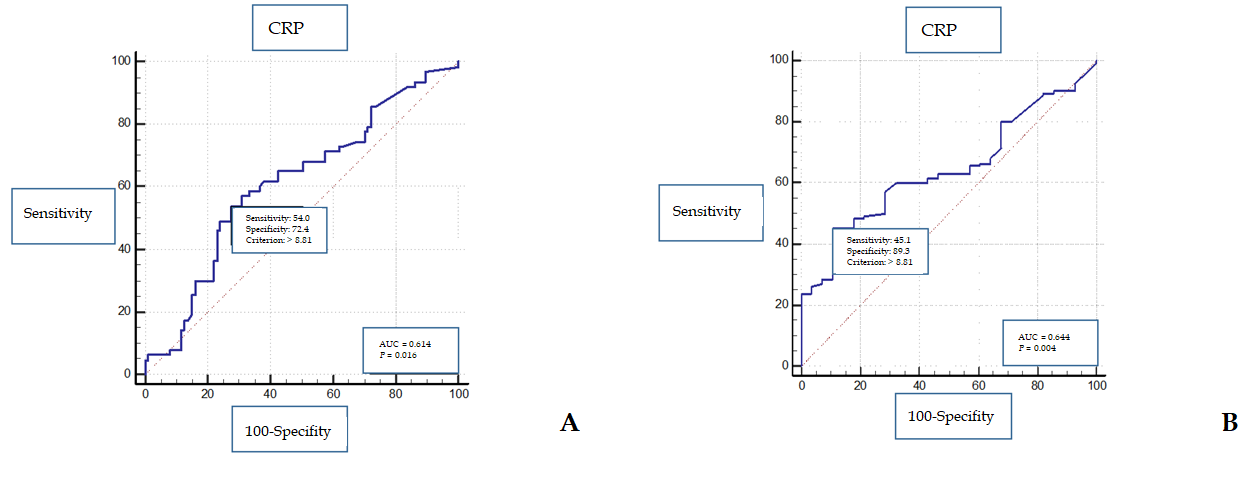 CRP
100
80
60
40
20
0
Sensitivity
Sensitivity: 54.0
Specificity: 72.4
Criterion: > 8.81
AUC = 0.614
P = 0.016
0 20 40 60 80 100
100-Specifity
A
CRP
100
80
60
40
20
0
Sensitivity
Sensitivity: 45.1
Specificity: 89.3
Criterion: > 8.81
AUC = 0.644
P = 0.004
0 20 40 60 80 100
100-Specifity
B